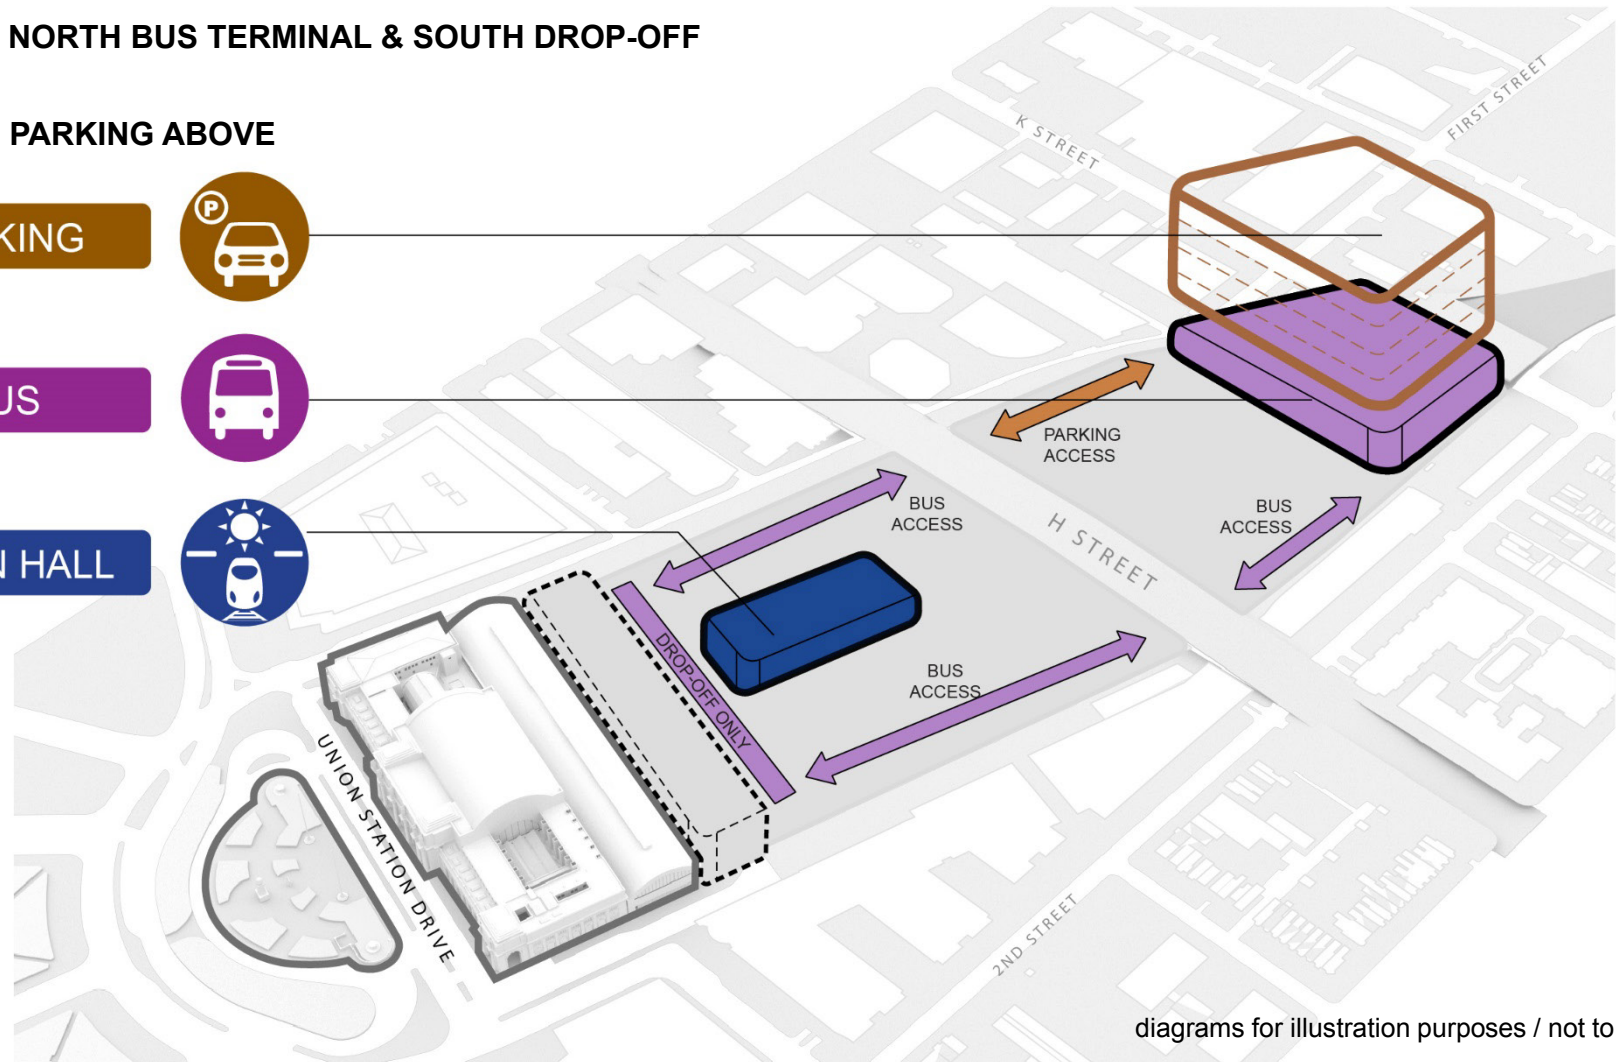 NORTH BUS TERMINAL & SOUTH DROP-OFF
PARKING ABOVE
KING
P
US
N HALL
K STREET
FIRST STREET
PARKING
ACCESS
BUS
ACCESS
BUS
ACCESS
H STREET
DROP-OFF ONLY
BUS
ACCESS
UNION STATION DRIVE
2ND STREET
diagrams for illustration purposes / not to